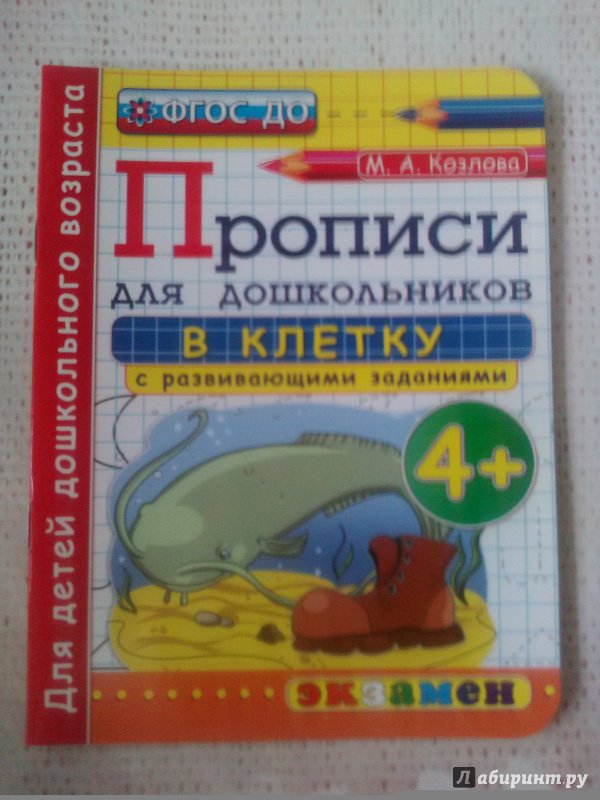 ФГОС ДО
М. А. Козлова
Прописи
для дошкольников
в клетку
с развивающими заданиями
4+
Для детей дошкольного возраста
экзамен
Лабиринт.ру